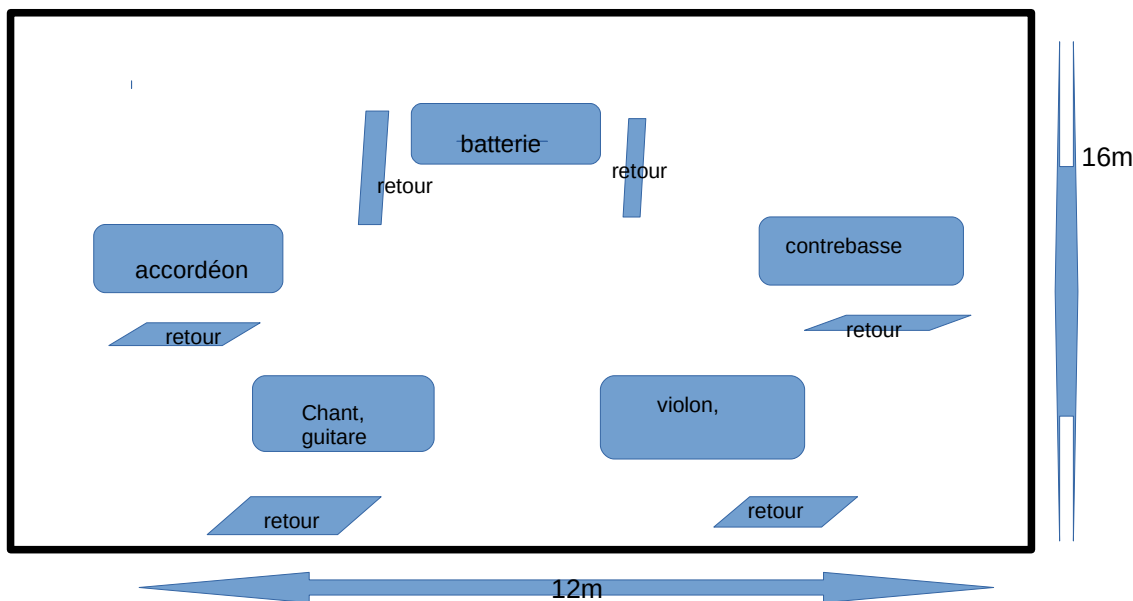 batterie
retour
retour
16m
accordéon
contrebasse
retour
retour
Chant,
guitare
violon,
retour
retour
12m